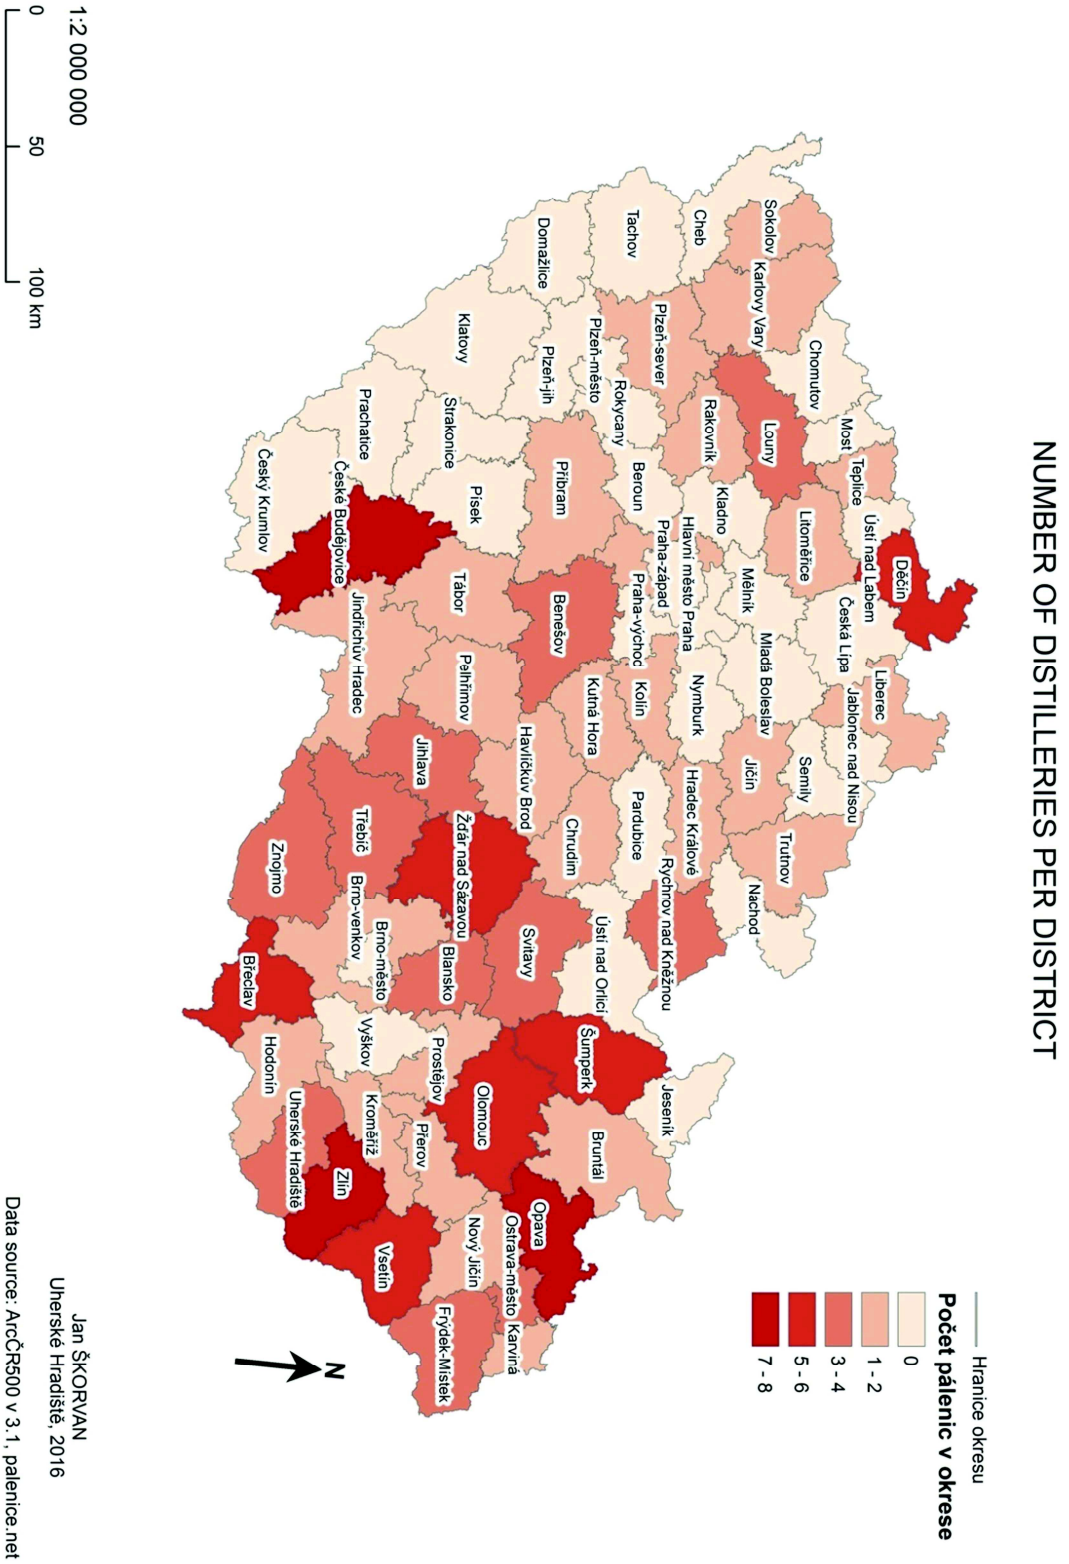 NUMBER OF DISTILLERIES PER DISTRICT
Děčín
Liberec
Teplice
Ústí nad Labem
Česká Lípa
Jablonec nad Nisou
Most
Chomutov
Litoměřice
Semily
Trutnov
Sokolov
Karlovy Vary
Louny
Mělník
Mladá Boleslav
Jičín
Náchod
Cheb
Rakovník
Kladno
Hlavní město Praha
Nymburk
Hradec Králové
Rychnov nad Kněžnou
Jeseník
Tachov
Plzeň-sever
Rokycany
Beroun
Praha-západ
Praha-východ
Kolín
Pardubice
Ústí nad Orlicí
Šumperk
Bruntál
Plzeň-město
Domažlice
Plzeň-jih
Příbram
Benešov
Kutná Hora
Chrudim
Havlíčkův Brod
Svitavy
Opava
Ostrava-město
Karviná
Klatovy
Strakonice
Písek
Tábor
Pelhřimov
Žďár nad Sázavou
Blansko
Prostějov
Olomouc
Přerov
Nový Jičín
Frýdek-Místek
Prachatice
České Budějovice
Jindřichův Hradec
Jihlava
Třebíč
Brno-venkov
Brno-město
Vyškov
Kroměříž
Zlín
Vsetín
Český Krumlov
Znojmo
Břeclav
Hodonín
Uherské Hradiště
Hranice okresu
Počet pálenic v okrese
0
1 - 2
3 - 4
5 - 6
7 - 8
N
1:2 000 000
0 50 100 km
Jan ŠKORVAN
Uherské Hradiště, 2016
Data source: ArcČR500 v 3.1, palenice.net